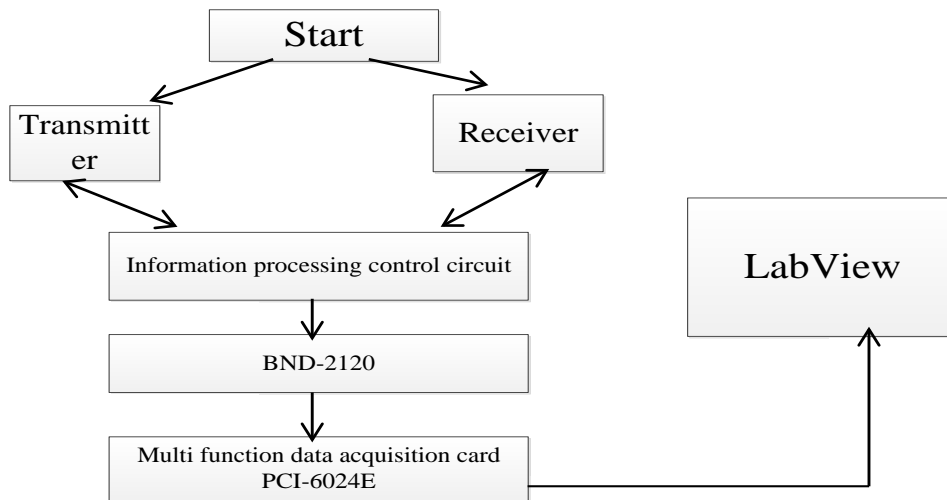 Start
Transmitt
er
Receiver
Information processing control circuit
LabView
BND-2120
Multi function data acquisition card
PCI-6024E